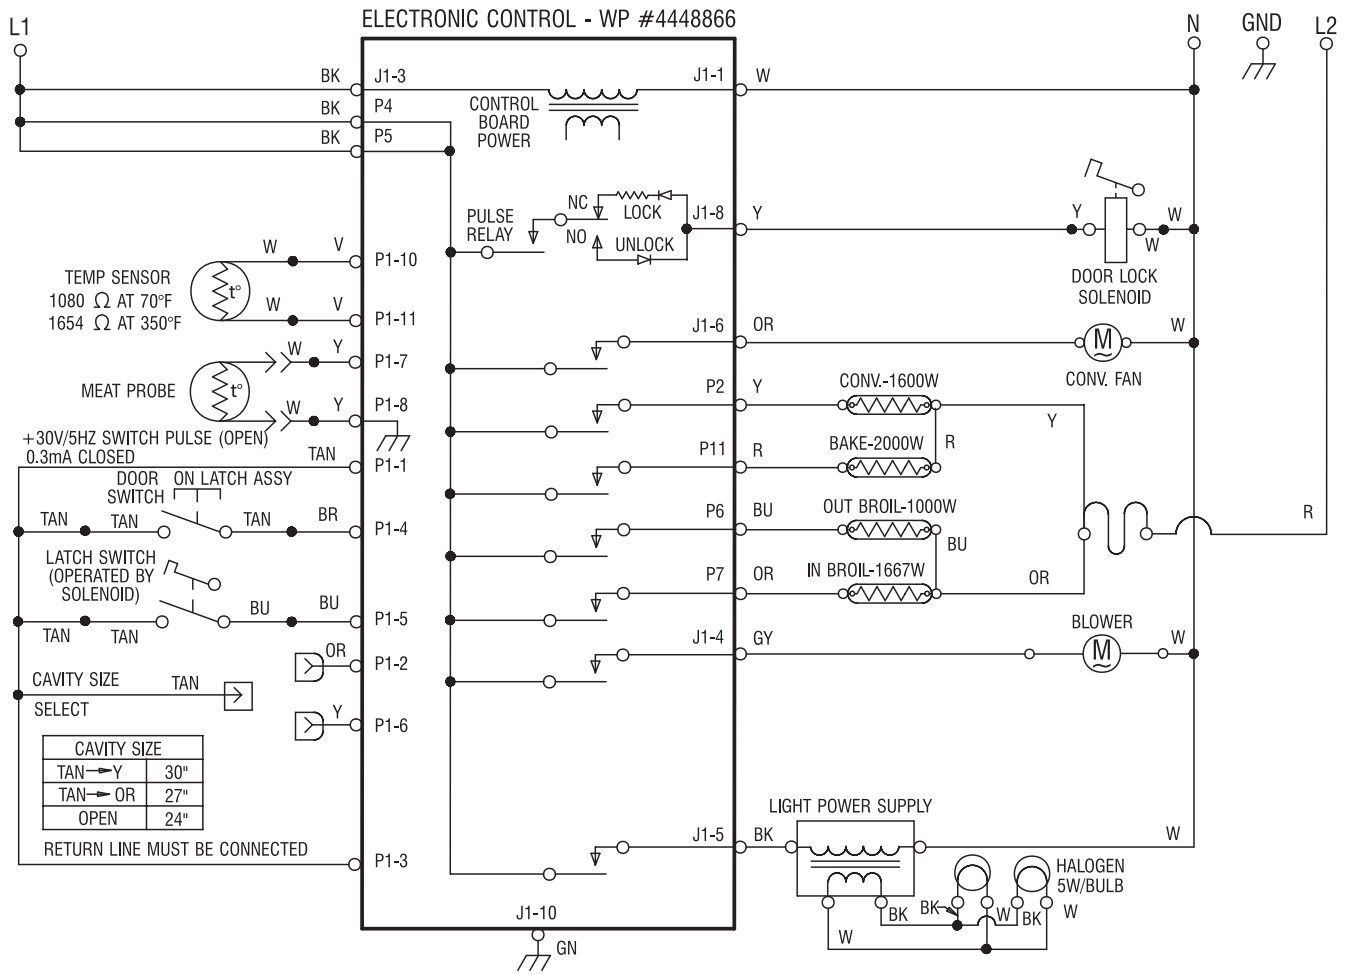 ELECTRONIC CONTROL - WP #4448866
L1
N
GND
L2
BK
J1-3
J1-1
W
BK
P4
BK
P5
CONTROL
BOARD
POWER
PULSE
RELAY
NC
LOCK
NO
UNLOCK
J1-8
Y
Y
W
W
DOOR LOCK
SOLENOID
TEMP SENSOR
1080 Ω AT 70°F
1654 Ω AT 350°F
t°
W
V
P1-10
W
V
P1-11
J1-6
OR
M
~
W
CONV. FAN
MEAT PROBE
t°
W
Y
P1-7
W
Y
P1-8
P2
Y
CONV.-1600W
Y
R
P11
R
BAKE-2000W
+30V/5HZ SWITCH PULSE (OPEN)
0.3mA CLOSED
TAN
P1-1
DOOR
SWITCH
ON LATCH ASSY
TAN
TAN
TAN
BR
P1-4
P6
BU
OUT BROIL-1000W
BU
R
LATCH SWITCH
(OPERATED BY
SOLENOID)
TAN
TAN
BU
BU
P1-5
P7
OR
IN BROIL-1667W
OR
OR
P1-2
J1-4
GY
BLOWER
M
~
W
CAVITY SIZE
SELECT
TAN
Y
P1-6
CAVITY SIZE
TAN → Y 30"
TAN → OR 27"
OPEN 24"
RETURN LINE MUST BE CONNECTED
P1-3
J1-5
BK
LIGHT POWER SUPPLY
W
HALOGEN
5W/BULB
BK
BK
W
BK
W
W
J1-10
GN